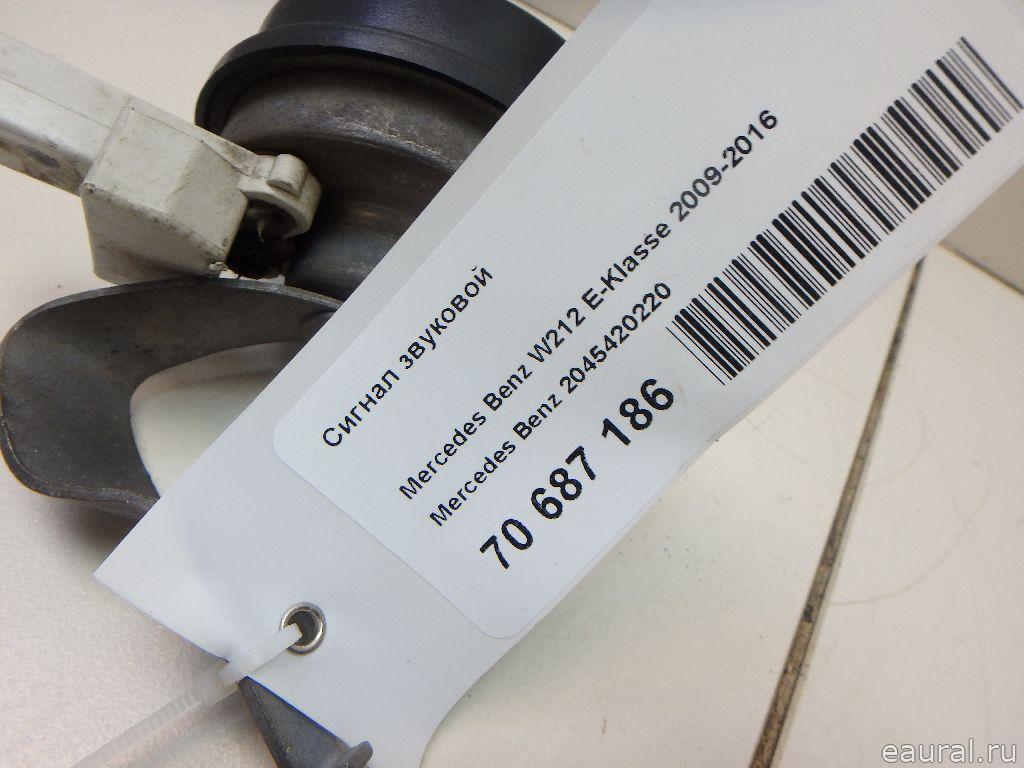 Сигнал звуковой
Mercedes Benz W212 E-Klasse 2009-2016
Mercedes Benz 2045420220
70 687 186
eaural.ru